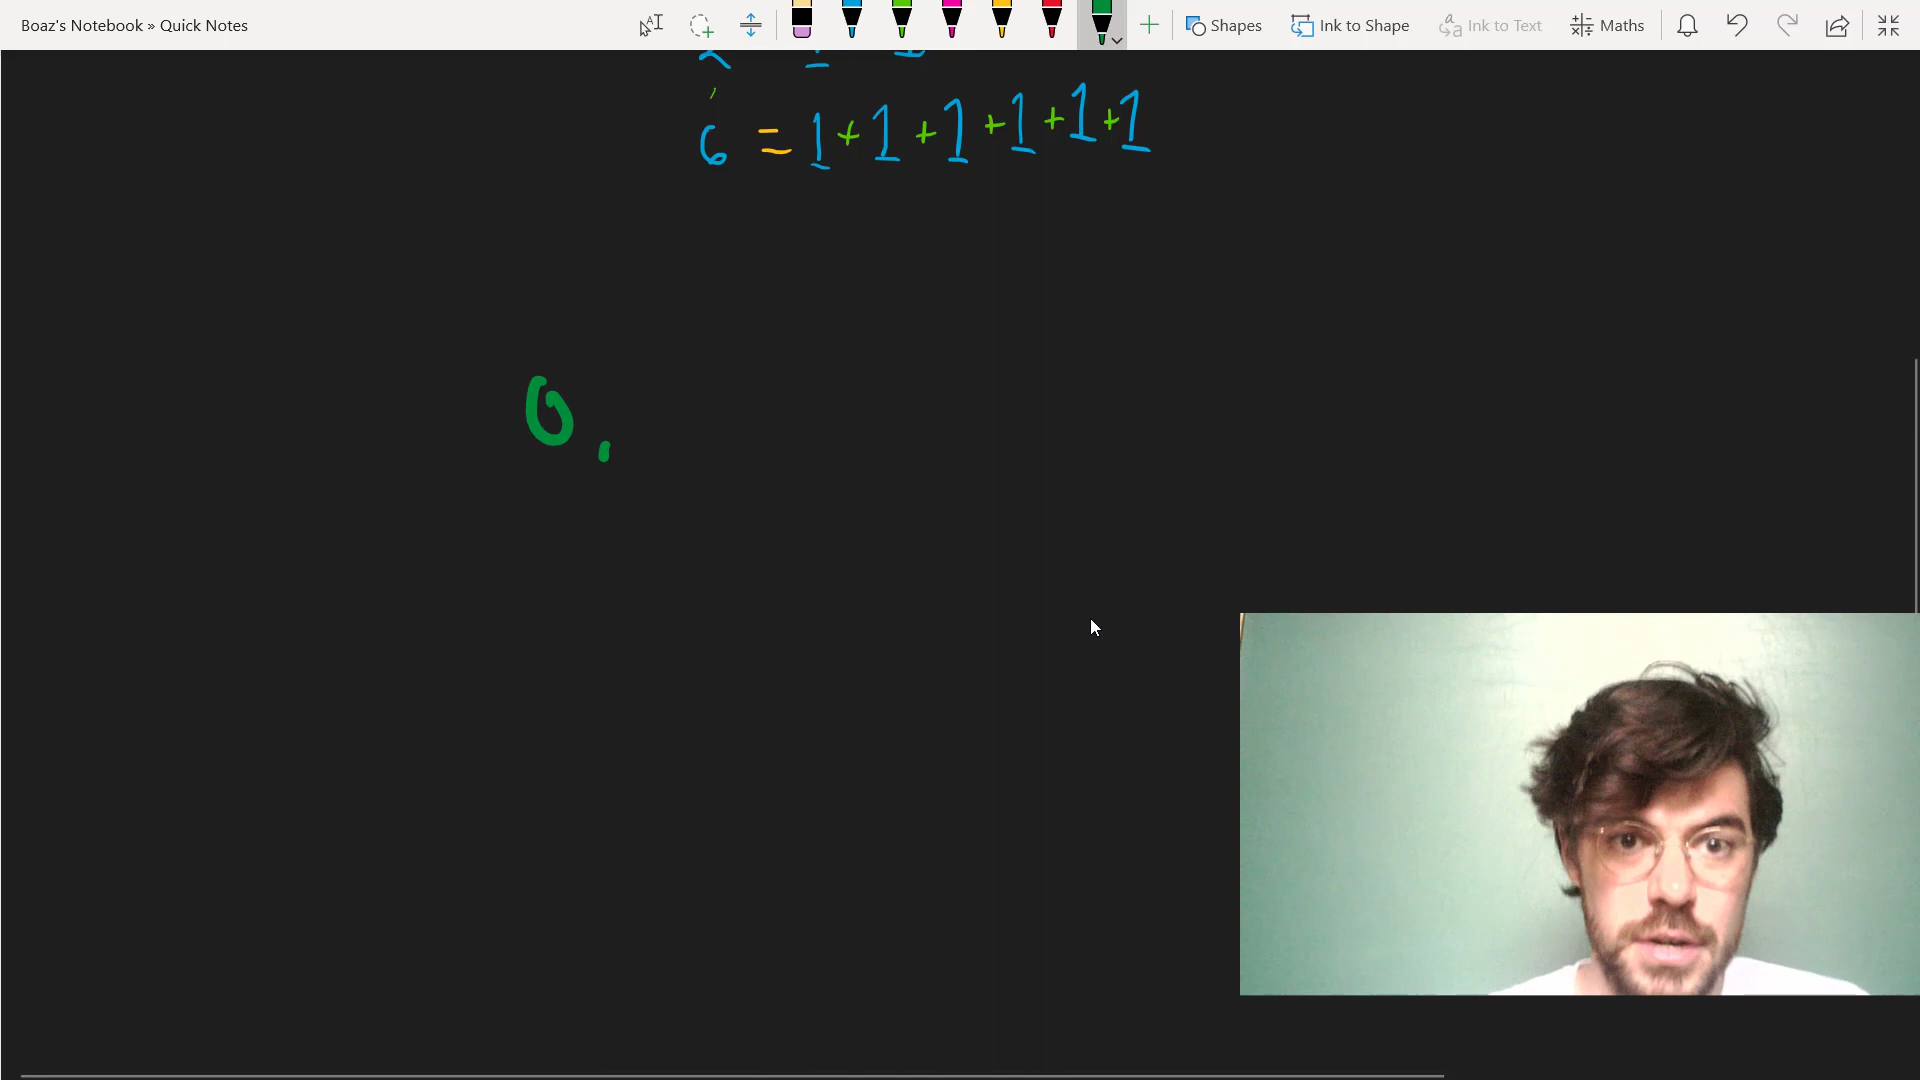 Boaz's Notebook » Quick Notes
Shapes
Ink to Shape
Ink to Text
Maths
6 = 1 + 1 + 1 + 1 + 1 + 1
0.